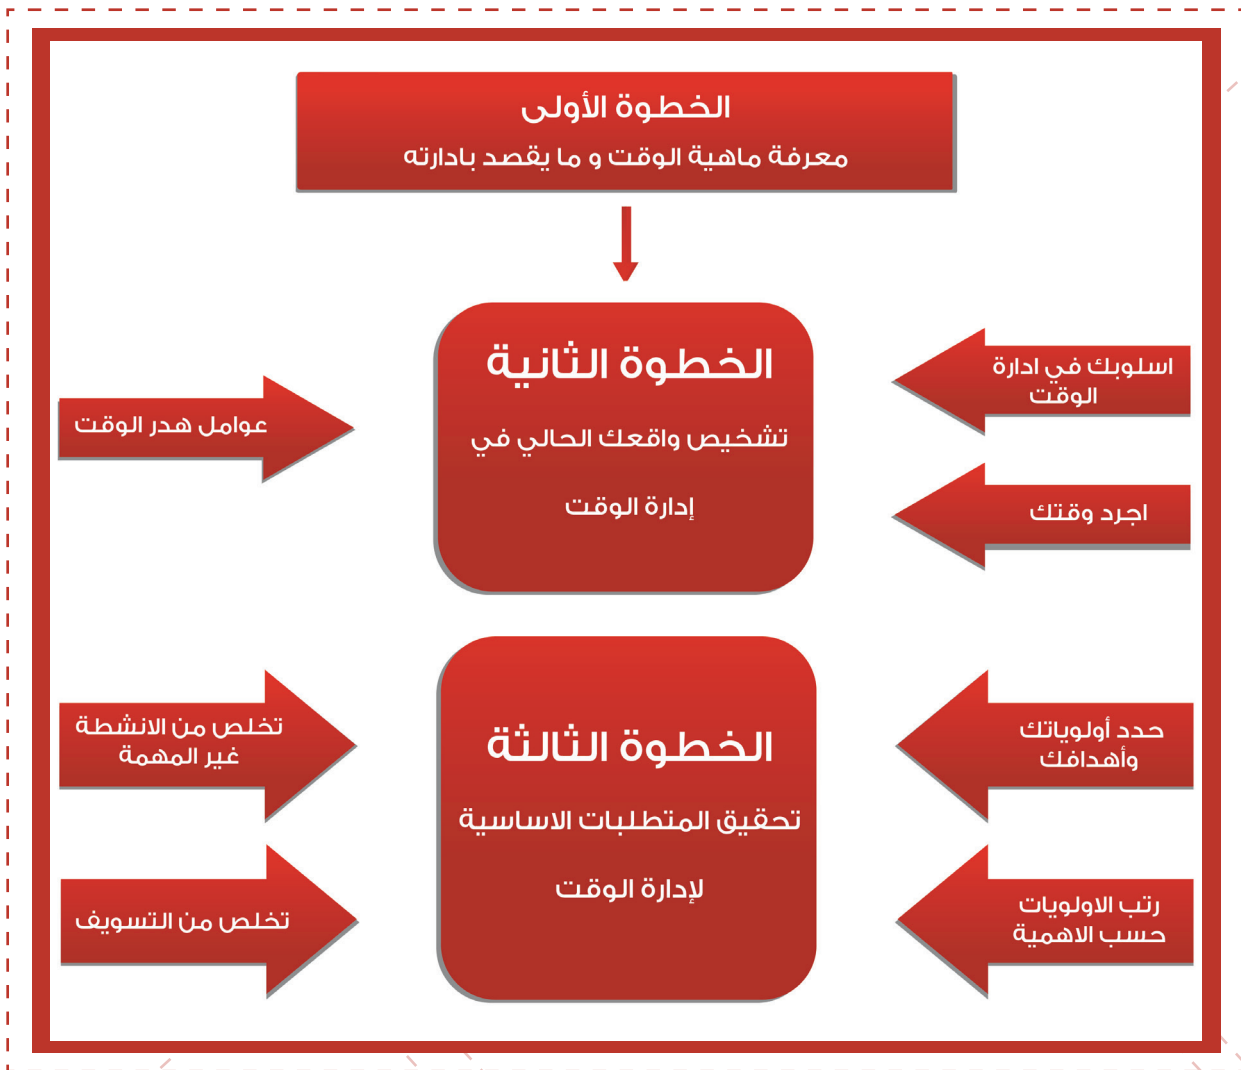 الخطوة الأولى
معرفة ماهية الوقت و ما يقصد بادارته
الخطوة الثانية
تشخيص واقعك الحالي في
إدارة الوقت
اسلوبك في ادارة
الوقت
اجرد وقتك
عوامل هدر الوقت
الخطوة الثالثة
تحقيق المتطلبات الاساسية
لإدارة الوقت
حدد أولوياتك
وأهدافك
رتب الاولويات
حسب الاهمية
تخلص من الانشطة
غير المهمة
تخلص من التسويف